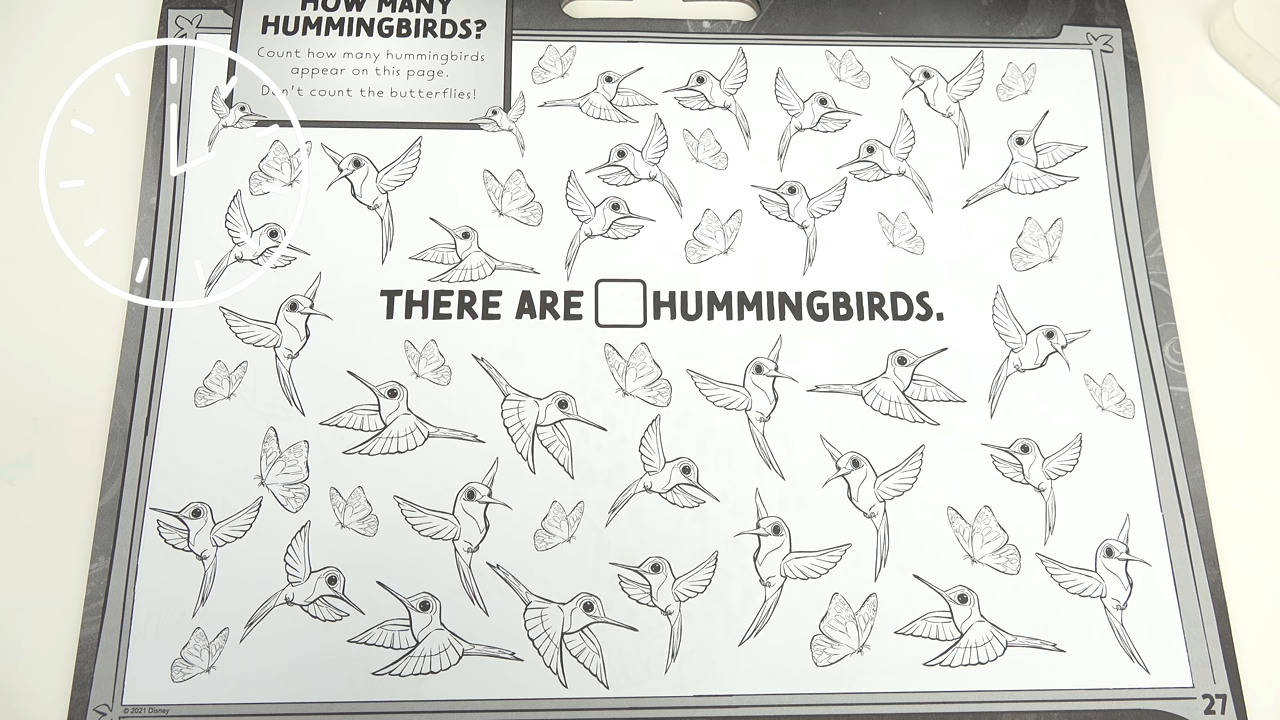 HOW MANY
HUMMINGBIRDS?
Count how many hummingbirds
appear on this page.
Don't count the butterflies!
THERE ARE HUMMINGBIRDS.
© 2021 Disney
27